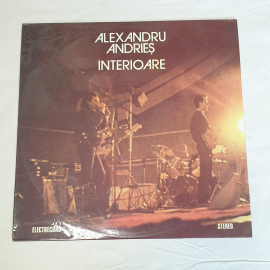 ALEXANDRU
ANDRIEȘ
INTERIOARE
ELECTRECORD
STEREO